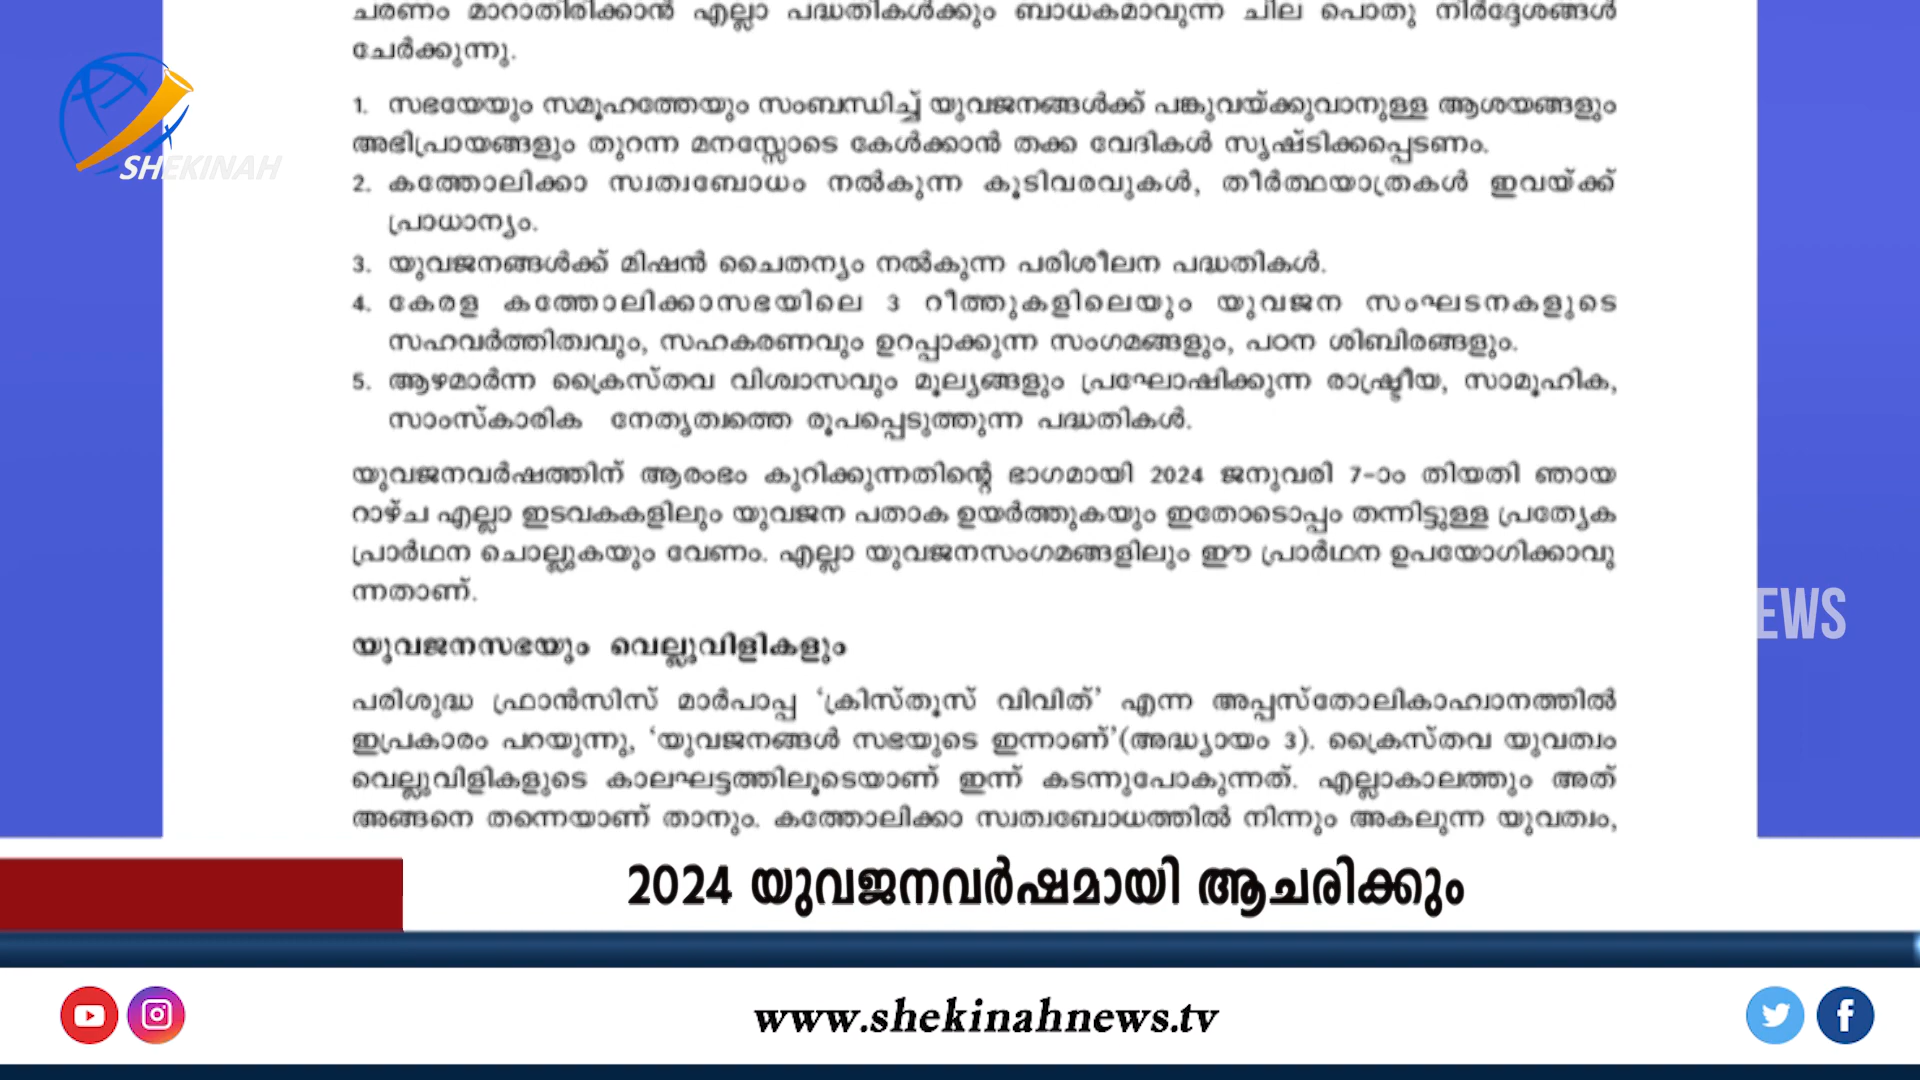 ചരണം മാറാതിരിക്കാൻ എല്ലാ പദ്ധതികൾക്കും ബാധകമാവുന്ന ചില പൊതു നിർദ്ദേശങ്ങൾ
ചേർക്കുന്നു.
1. സഭയേയും സമൂഹത്തേയും സംബന്ധിച്ച് യുവജനങ്ങൾക്ക് പങ്കുവയ്ക്കുവാനുള്ള ആശയങ്ങളും
അഭിപ്രായങ്ങളും തുറന്ന മനസ്സോടെ കേൾക്കാൻ തക്ക വേദികൾ സൃഷ്ടിക്കപ്പെടണം.
2. കത്തോലിക്കാ സ്വത്വബോധം നൽകുന്ന കൂടിവരവുകൾ, തീർത്ഥയാത്രകൾ ഇവയ്ക്ക്
പ്രാധാന്യം.
3. യുവജനങ്ങൾക്ക് മിഷൻ ചൈതന്യം നൽകുന്ന പരിശീലന പദ്ധതികൾ.
4. കേരള കത്തോലിക്കാസഭയിലെ 3 റീത്തുകളിലെയും യുവജന സംഘടനകളുടെ
സഹവർത്തിത്വവും, സഹകരണവും ഉറപ്പാക്കുന്ന സംഗമങ്ങളും, പഠന ശിബിരങ്ങളും.
5. ആഴമാർന്ന ക്രൈസ്തവ വിശ്വാസവും മൂല്യങ്ങളും പ്രഘോഷിക്കുന്ന രാഷ്ട്രീയ, സാമൂഹിക,
സാംസ്കാരിക നേതൃത്വത്തെ രൂപപ്പെടുത്തുന്ന പദ്ധതികൾ.
യുവജനവർഷത്തിന് ആരംഭം കുറിക്കുന്നതിന്റെ ഭാഗമായി 2024 ജനുവരി 7-ാം തിയതി ഞായ
റാഴ്ച എല്ലാ ഇടവകകളിലും യുവജന പതാക ഉയർത്തുകയും ഇതോടൊപ്പം തന്നിട്ടുള്ള പ്രത്യേക
പ്രാർഥന ചൊല്ലുകയും വേണം. എല്ലാ യുവജനസംഗമങ്ങളിലും ഈ പ്രാർഥന ഉപയോഗിക്കാവു
ന്നതാണ്.
യുവജനസഭയും വെല്ലുവിളികളും
പരിശുദ്ധ ഫ്രാൻസിസ് മാർപാപ്പ ‘ക്രിസ്തൂസ് വിവിത്’ എന്ന അപ്പസ്തോലികാഹ്വാനത്തിൽ
ഇപ്രകാരം പറയുന്നു, ‘യുവജനങ്ങൾ സഭയുടെ ഇന്നാണ്’(അദ്ധ്യായം 3). ക്രൈസ്തവ യുവത്വം
വെല്ലുവിളികളുടെ കാലഘട്ടത്തിലൂടെയാണ് ഇന്ന് കടന്നുപോകുന്നത്. എല്ലാകാലത്തും അത്
അങ്ങനെ തന്നെയാണ് താനും. കത്തോലിക്കാ സ്വത്വബോധത്തിൽ നിന്നും അകലുന്ന യുവത്വം,
SHEKINAH
EWS
2024 യുവജനവർഷമായി ആചരിക്കും
www.shekinahnews.tv